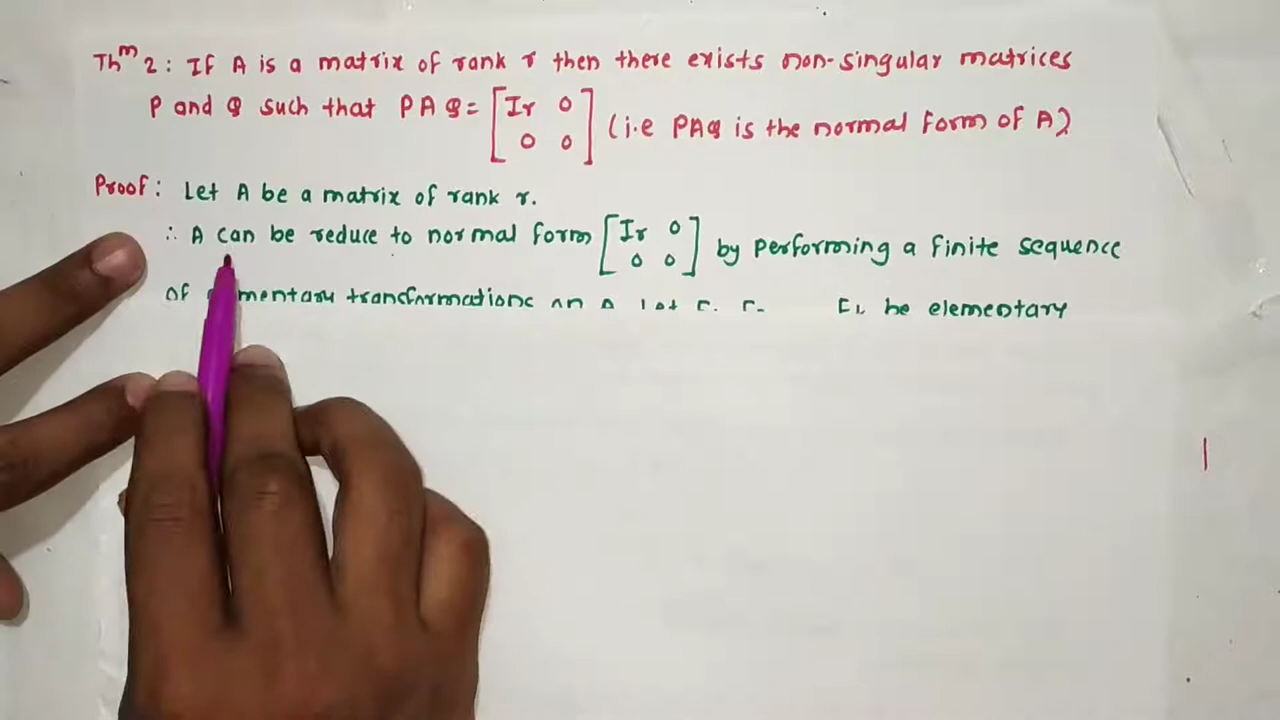 Thm 2: If A is a matrix of rank r then there exists non-singular matrices
P and Q such that PAQ = [Ir 0 0 0] (i.e PAQ is the normal form of A)
Proof: Let A be a matrix of rank r.
∴ A can be reduce to normal form [Ir 0 0 0] by performing a finite sequence
of transformations on A be elementary